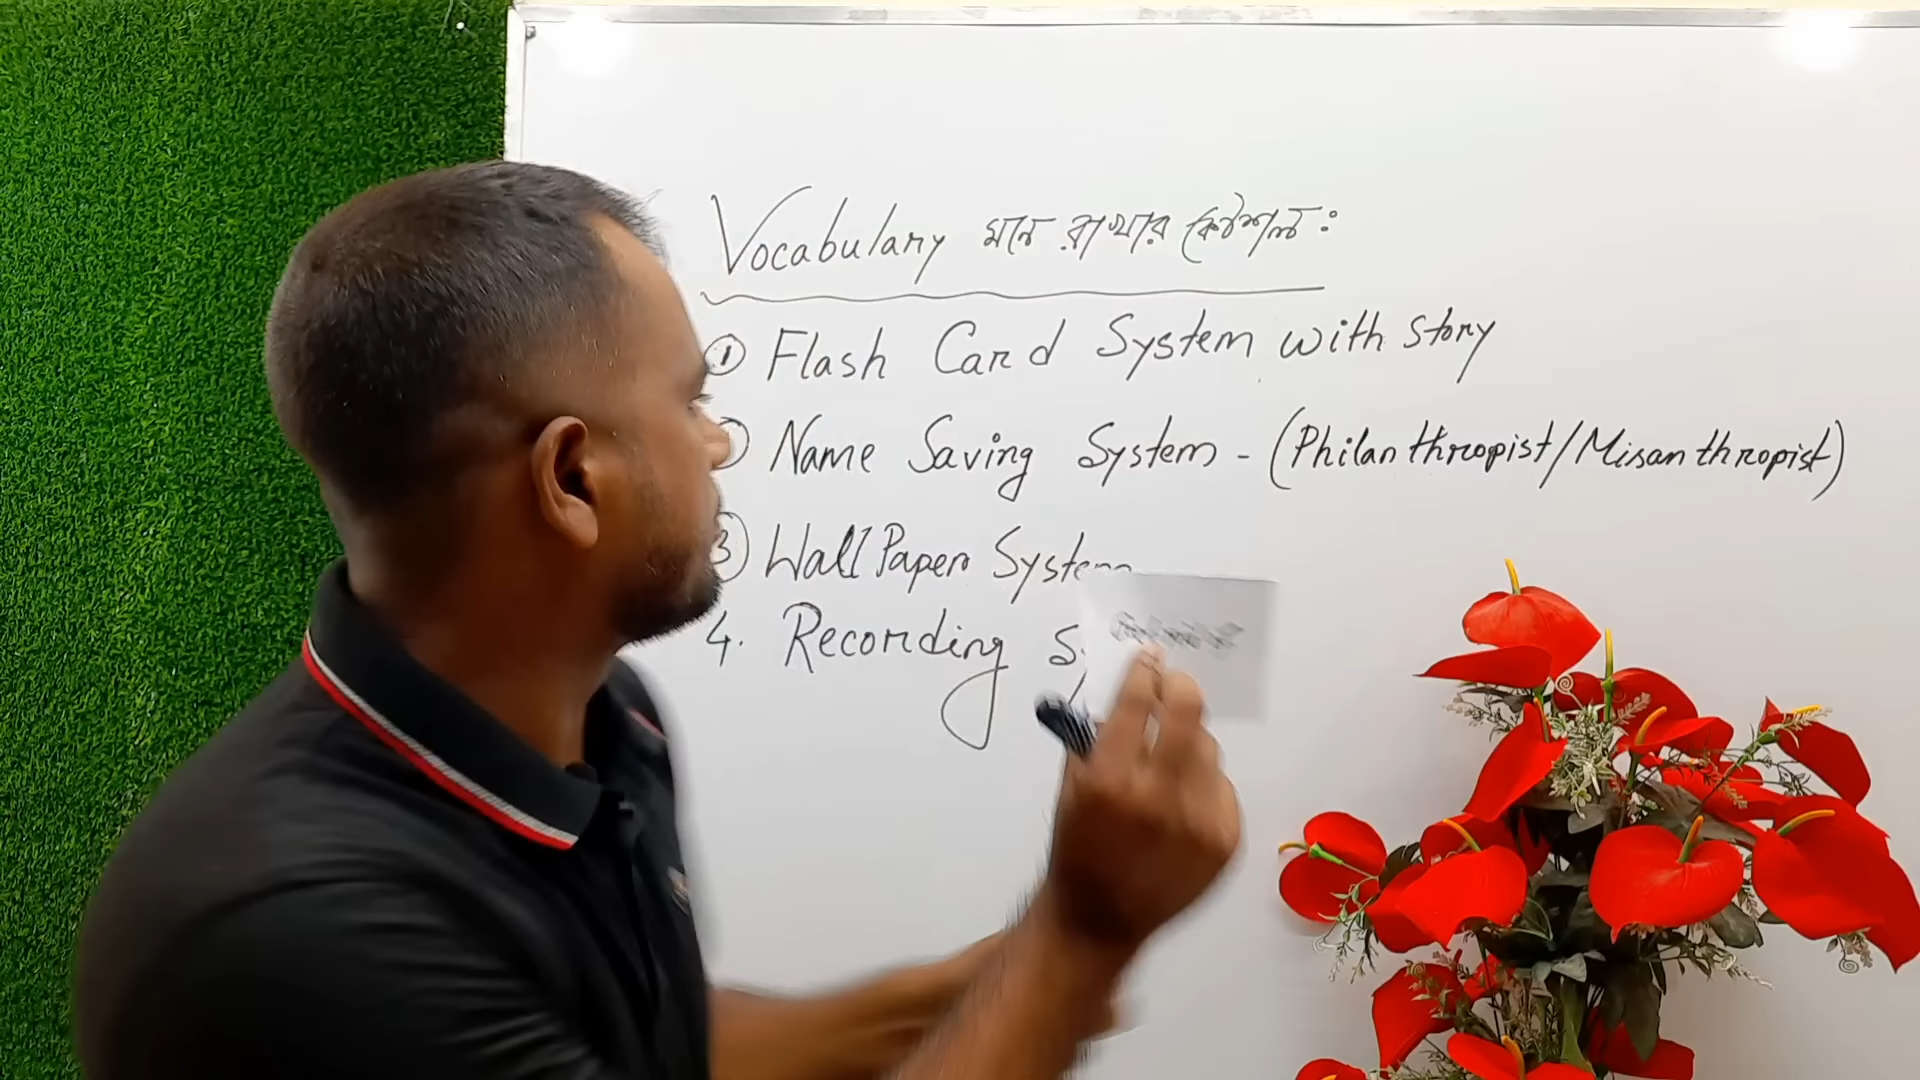 Vocabulary মনে রাখার কৌশল:
① Flash Card System with story
Name Saving System - (Philanthropist/Misanthropist)
③ Wall Paper System
4. Recording S